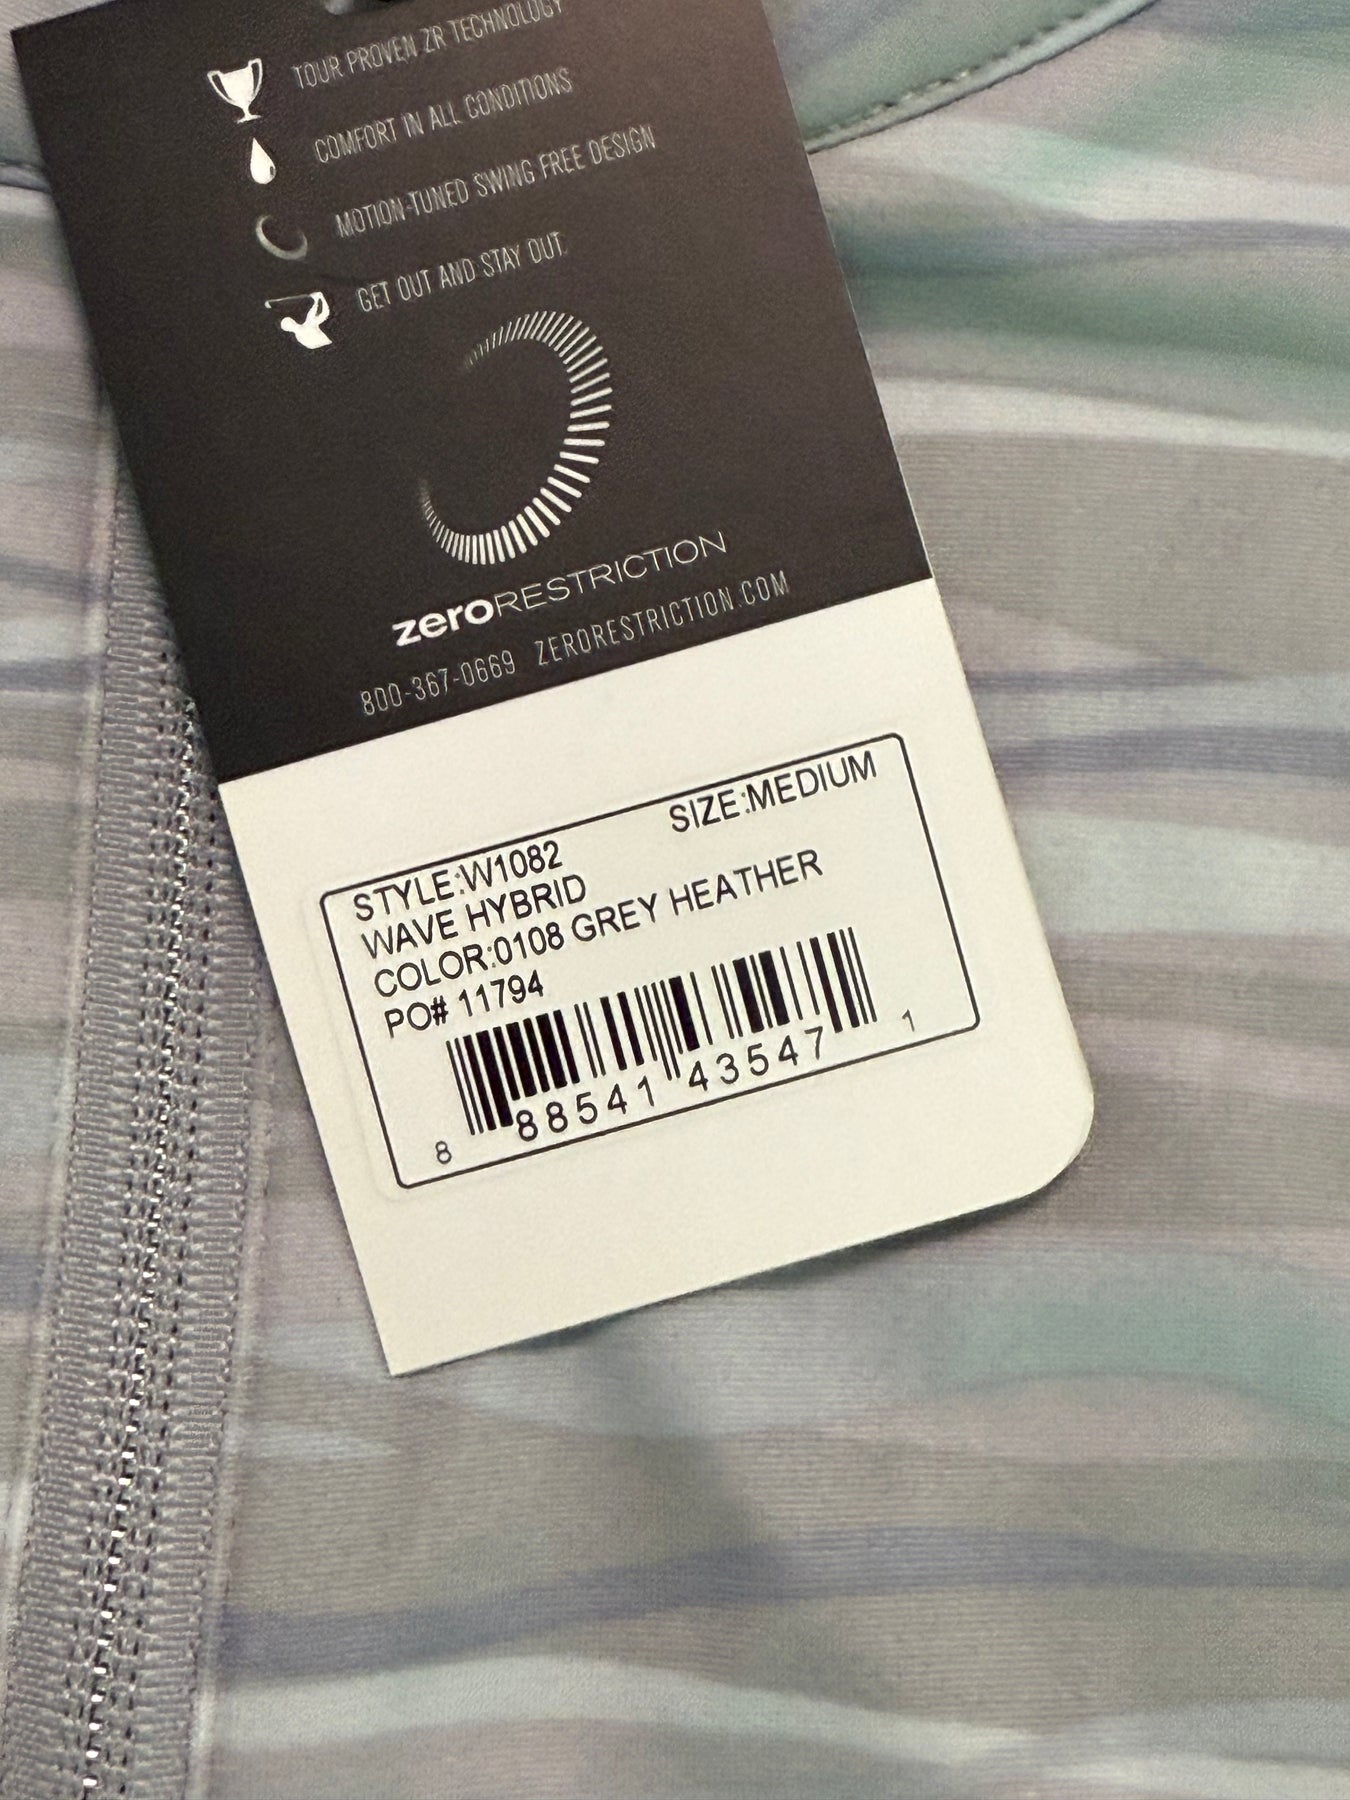 TOUR PROVEN ZR TECHNOLOGY
COMFORT IN ALL CONDITIONS
MOTION-TUNED SWING FREE DESIGN
GET OUT AND STAY OUT.
zeroRESTRICTION
800-367-0669 ZERORESTRICTION.COM
SIZE:MEDIUM
STYLE:W1082
WAVE HYBRID
COLOR:0108 GREY HEATHER
PO# 11794
8 88541 43547 1